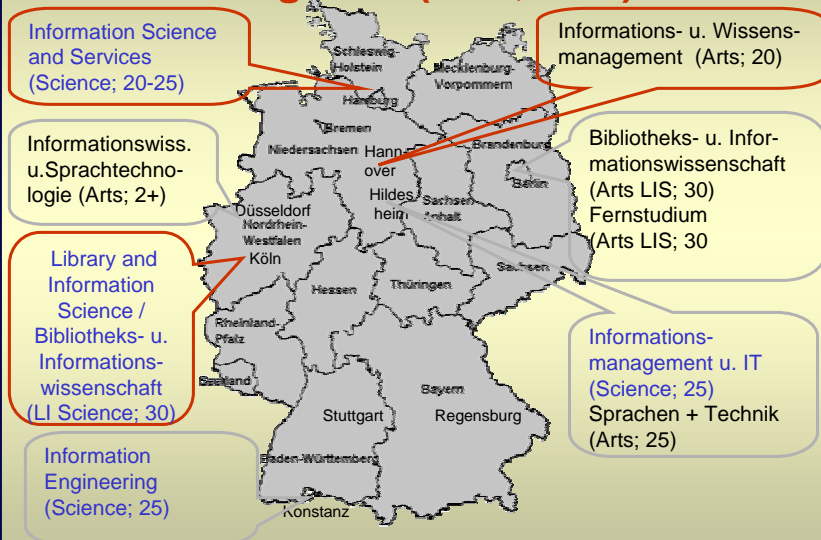 Information Science
and Services
(Science; 20-25)
Informations- u. Wissens-
management  (Arts; 20)
Schleswig
Holstein
Mecklenburg-
Vorpommern
Hamburg
Bremen
Niedersachsen
Hann-
over
Brandenburg
Berlin
Informationswiss.
u.Sprachtechno-
logie (Arts; 2+)
Bibliotheks- u. Infor-
mationswissenschaft
(Arts LIS; 30)
Fernstudium
(Arts LIS; 30
Hildes
heim
Sachsen
Anhalt
Düsseldorf
Nordrhein-
Westfalen
Köln
Library and
Information
Science /
Bibliotheks- u.
Informations-
wissenschaft
(LI Science; 30)
Hessen
Thüringen
Sachsen
Rheinland-
Pfalz
Saarland
Informations-
management u. IT
(Science; 25)
Sprachen + Technik
(Arts; 25)
Bayern
Stuttgart
Regensburg
Baden-Württemberg
Information
Engineering
(Science; 25)
Konstanz